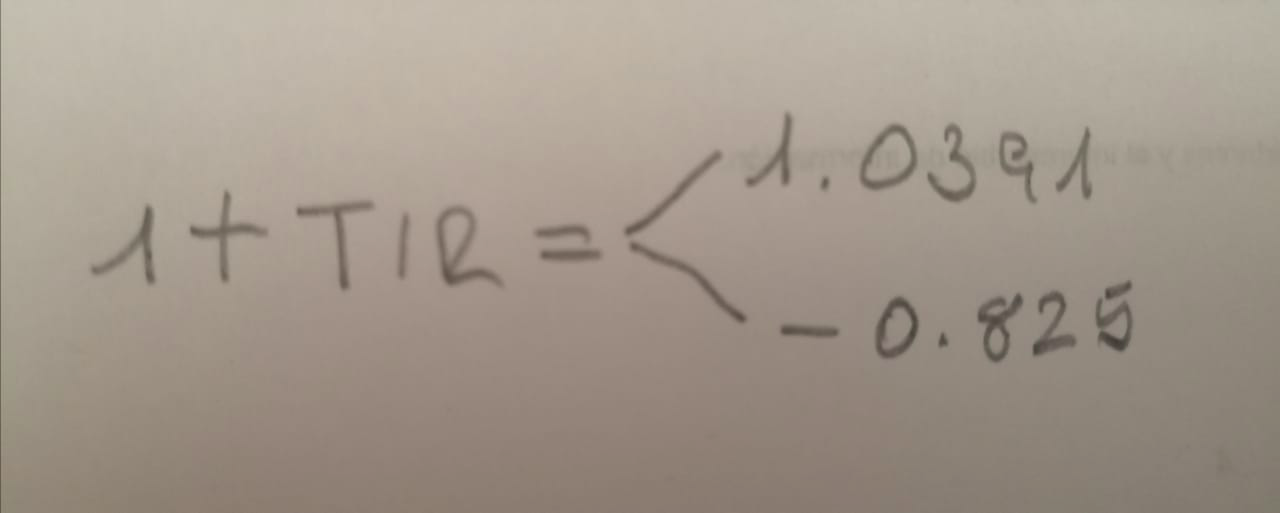 1.0391
1 + TIR =
- 0.825